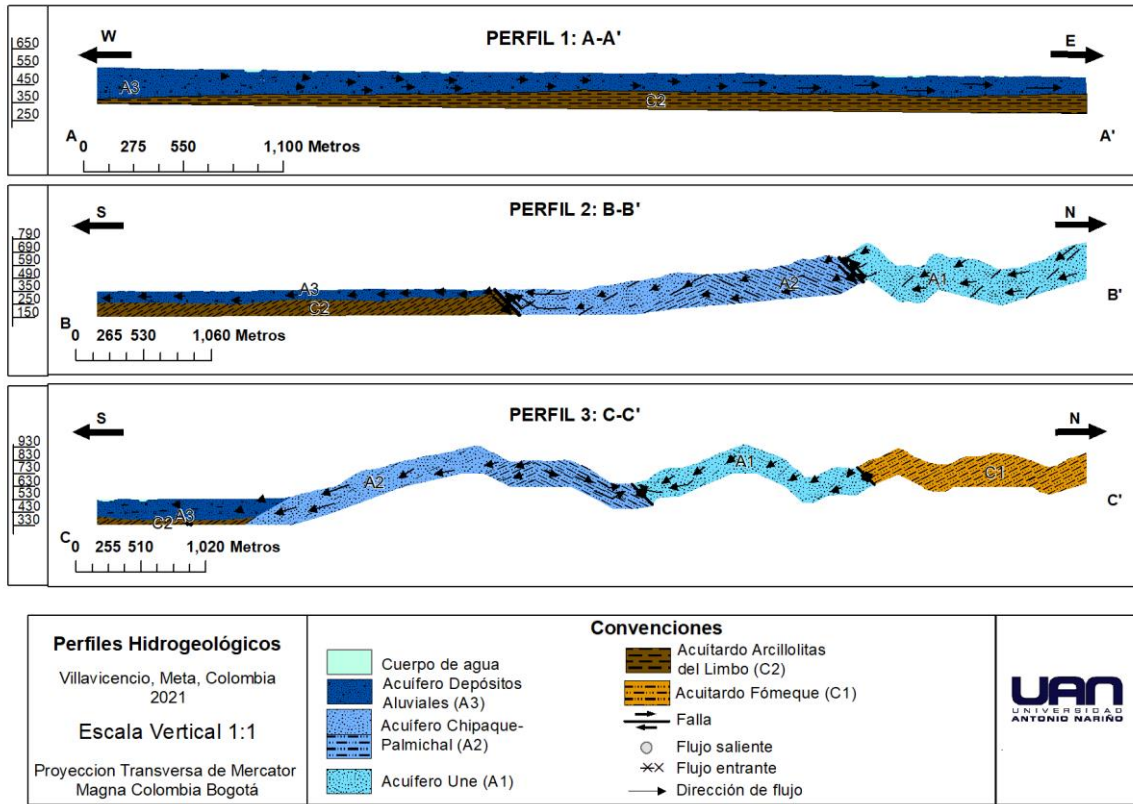 PERFIL 1: A-A'
W
E
650
550
450
350
250
A3
C2
A
A'
0 275 550 1,100 Metros
PERFIL 2: B-B'
S
N
790
690
590
490
350
250
150
A3
C2
A2
A1
B
B'
0 265 530 1,060 Metros
PERFIL 3: C-C'
S
N
930
830
730
630
530
430
330
A2
A1
C1
A3
C2
C
C'
0 255 510 1,020 Metros
Perfiles Hidrogeológicos
Villavicencio, Meta, Colombia
2021
Escala Vertical 1:1
Proyeccion Transversa de Mercator
Magna Colombia Bogotá
Convenciones
Cuerpo de agua
Acuífero Depósitos
Aluviales (A3)
Acuífero Chipaque-
Palmichal (A2)
Acuífero Une (A1)
Acuitardo Arcillolitas
del Limbo (C2)
Acuitardo Fómeque (C1)
Falla
Flujo saliente
Flujo entrante
Dirección de flujo
UAN
UNIVERSIDAD
ANTONIO NARIÑO